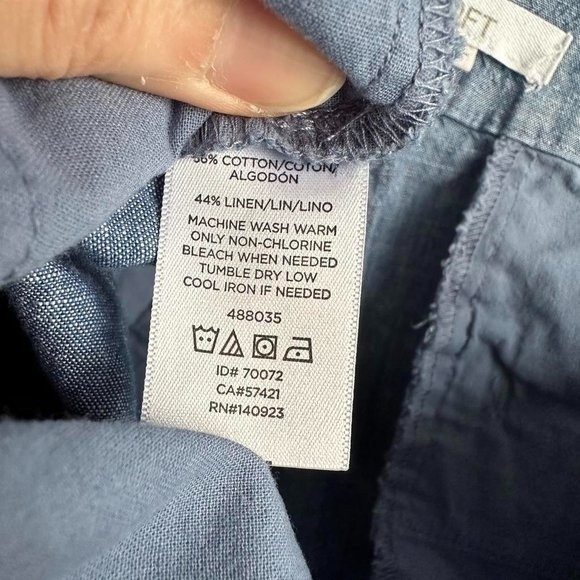 OFT
56% COTTON/COTON/
ALGODÓN
44% LINEN/LIN/LINO
MACHINE WASH WARM
ONLY NON-CHLORINE
BLEACH WHEN NEEDED
TUMBLE DRY LOW
COOL IRON IF NEEDED
488035
ID# 70072
CA#57421
RN#140923